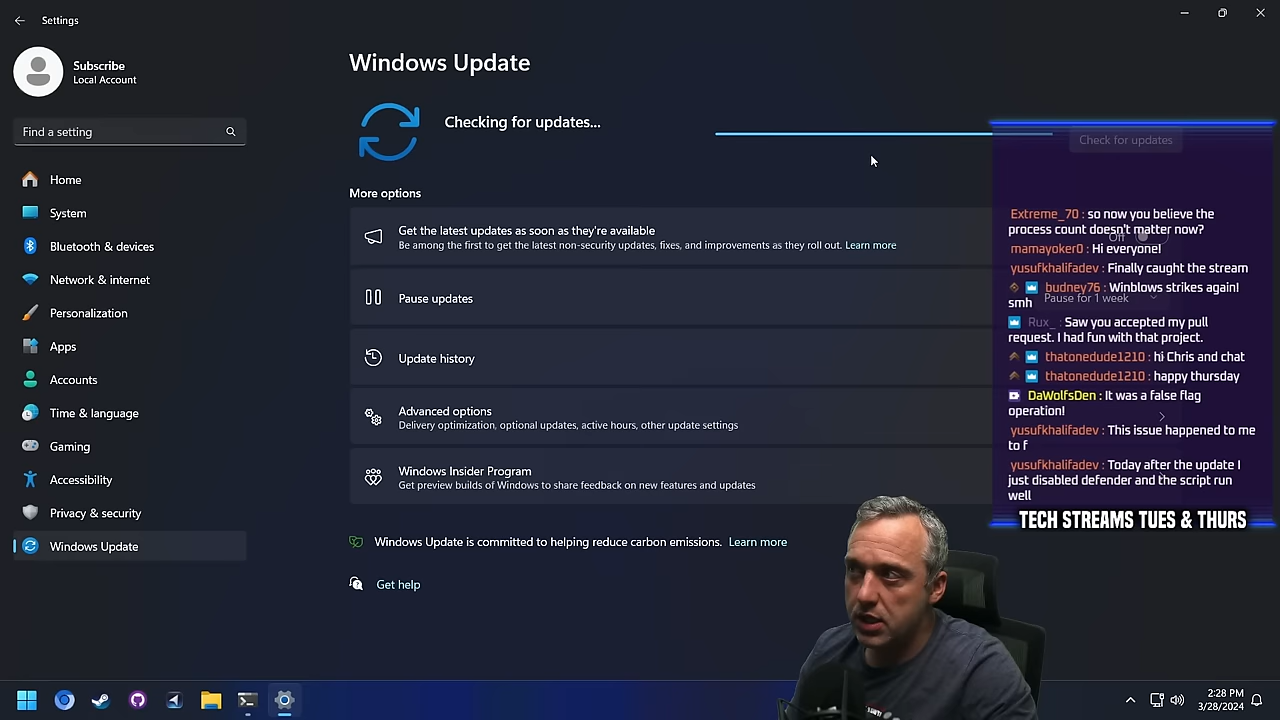 Settings
Subscribe
Local Account
Find a setting
Home
System
Bluetooth & devices
Network & internet
Personalization
Apps
Accounts
Time & language
Gaming
Accessibility
Privacy & security
Windows Update
Windows Update
Checking for updates...
Check for updates
More options
Get the latest updates as soon as they're available
Be among the first to get the latest non-security updates, fixes, and improvements as they roll out. Learn more
Off
Pause updates
Pause for 1 week
Update history
Advanced options
Delivery optimization, optional updates, active hours, other update settings
Windows Insider Program
Get preview builds of Windows to share feedback on new features and updates
Windows Update is committed to helping reduce carbon emissions. Learn more
Get help
Extreme_70 : so now you believe the
process count doesn't matter now?
mamayoker0 : Hi everyone!
yusufkhalifadev : Finally caught the stream
budney76 : Winblows strikes again!
smh
Rux_ : Saw you accepted my pull
request. I had fun with that project.
thatonedude1210 : hi Chris and chat
thatonedude1210 : happy thursday
DaWolfsDen : It was a false flag
operation!
yusufkhalifadev : This issue happened to me
to f
yusufkhalifadev : Today after the update I
just disabled defender and the script run
well
TECH STREAMS TUES & THURS
2:28 PM
3/28/2024